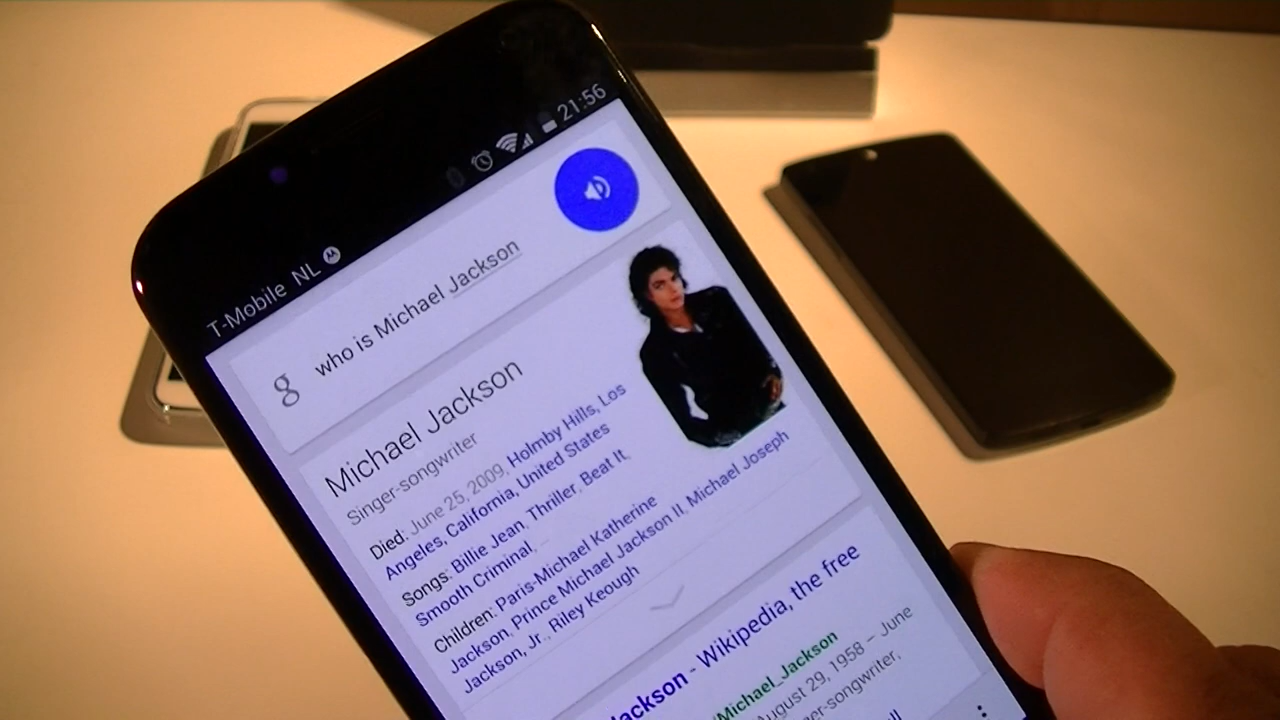 T-Mobile NL 21:56
g who is Michael Jackson
Michael Jackson
Singer-songwriter
Died: June 25, 2009, Holmby Hills, Los
Angeles, California, United States
Songs: Billie Jean, Thriller, Beat It,
Smooth Criminal, ...
Children: Paris-Michael Katherine
Jackson, Prince Michael Jackson II, Michael Joseph
Jackson, Jr., Riley Keough
Jackson - Wikipedia, the free
/Michael_Jackson
August 29, 1958 – June
ger-songwriter,